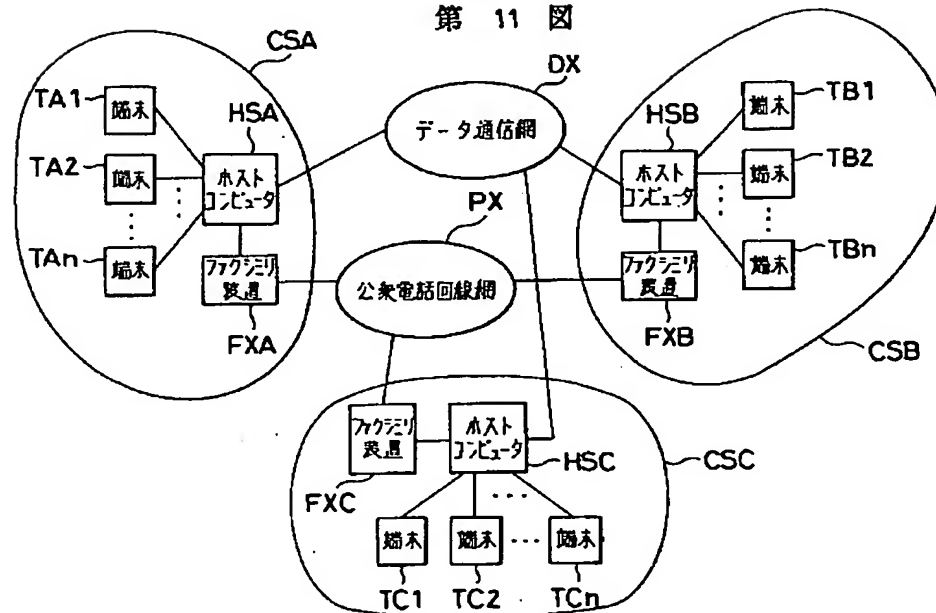 第 11 図
CSA
TA1
端末
TA2
端末
TAn
端末
HSA
ホスト
コンピュータ
ファクシミリ
装置
FXA
DX
データ通信網
PX
公衆電話回線網
HSB
ホスト
コンピュータ
ファクシミリ
装置
FXB
端末
TB1
端末
TB2
端末
TBn
CSB
ファクシミリ
装置
FXC
ホスト
コンピュータ
HSC
CSC
端末
端末
端末
TC1
TC2
TCn